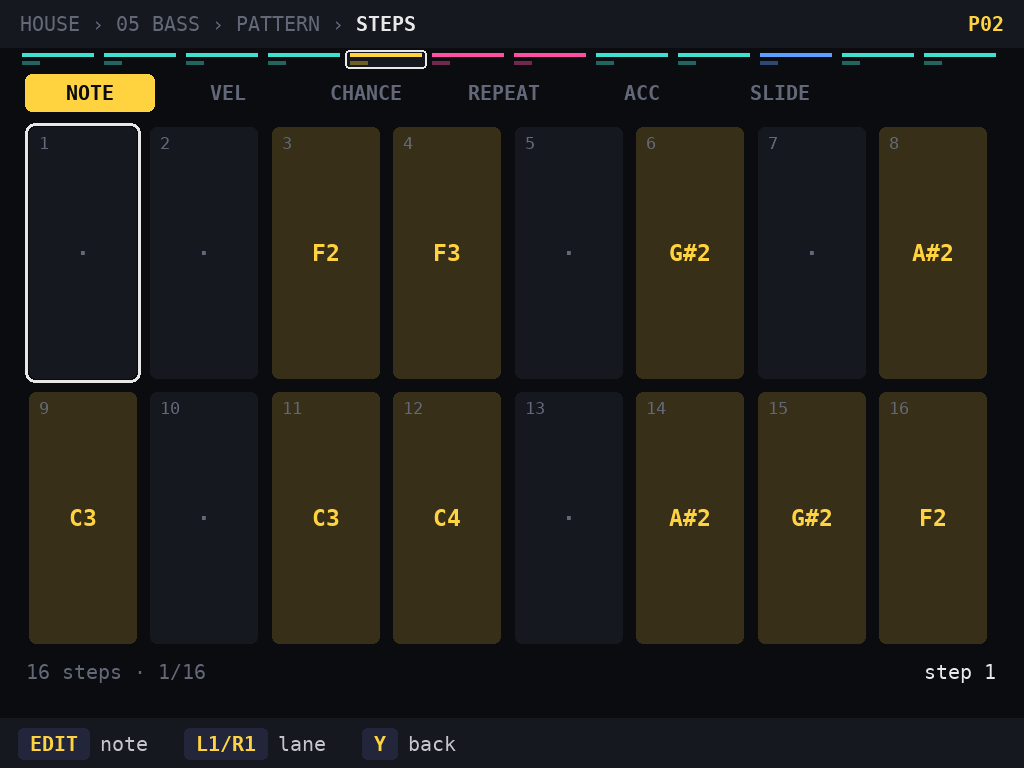 HOUSE › 05 BASS › PATTERN › STEPS P02
NOTE VEL CHANCE REPEAT ACC SLIDE
1 2 3 4 5 6 7 8
· · F2 F3 · G#2 · A#2
9 10 11 12 13 14 15 16
C3 · C3 C4 · A#2 G#2 F2
16 steps · 1/16 step 1
EDIT note L1/R1 lane Y back